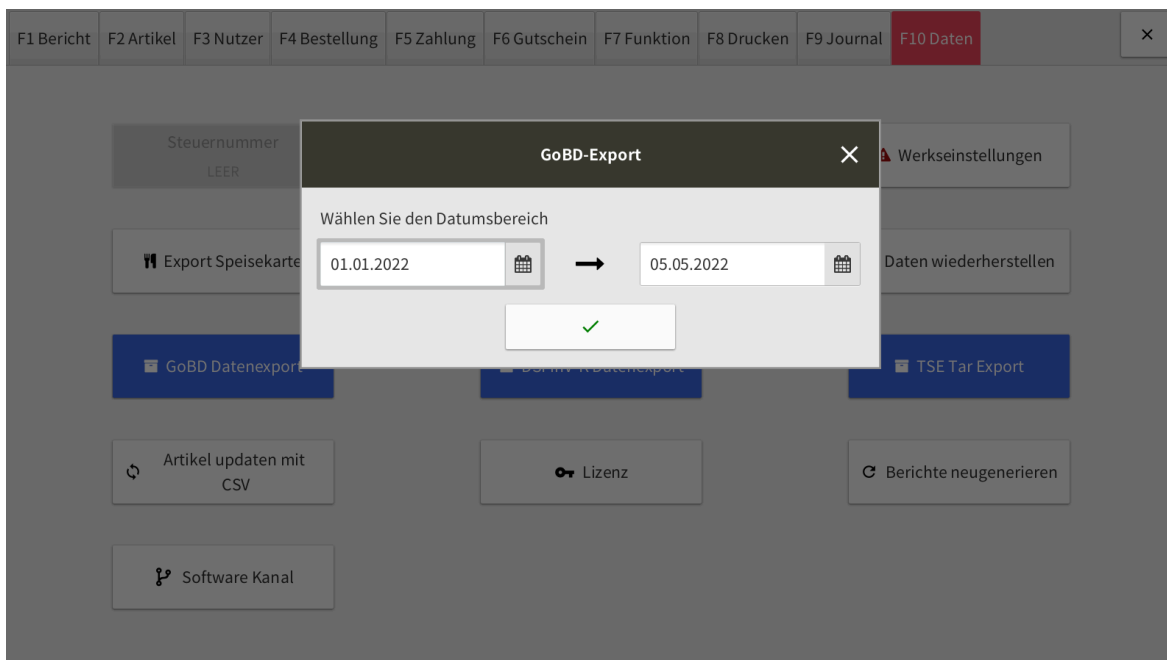 F1 Bericht F2 Artikel F3 Nutzer F4 Bestellung F5 Zahlung F6 Gutschein F7 Funktion F8 Drucken F9 Journal F10 Daten
Steuernummer
LEER
GoBD-Export
Werkseinstellungen
Wählen Sie den Datumsbereich
Export Speisekarte
01.01.2022
05.05.2022
Daten wiederherstellen
GoBD Datenexport
Datenexport
TSE Tar Export
Artikel updaten mit
CSV
Lizenz
Berichte neugenerieren
Software Kanal